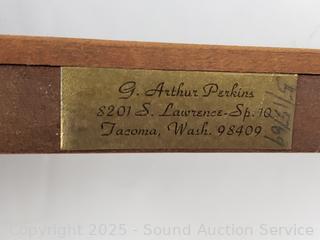 G. Arthur Perkins
8201 S. Lawrence-Sp. 10
Tacoma, Wash. 98409
Copyright © 2025 - Sound Auction Service